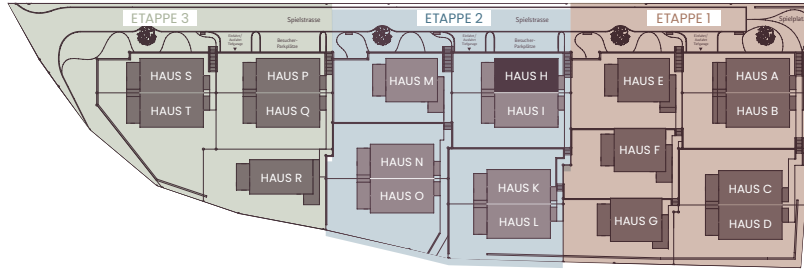 ETAPPE 3
Spielstrasse
ETAPPE 2
Spielstrasse
ETAPPE 1
Spielplatz
Besucher-
Parkplätze
Besucher-
Parkplätze
HAUS S
HAUS T
HAUS P
HAUS Q
HAUS R
HAUS M
HAUS N
HAUS O
HAUS H
HAUS I
HAUS K
HAUS L
HAUS E
HAUS F
HAUS G
HAUS A
HAUS B
HAUS C
HAUS D